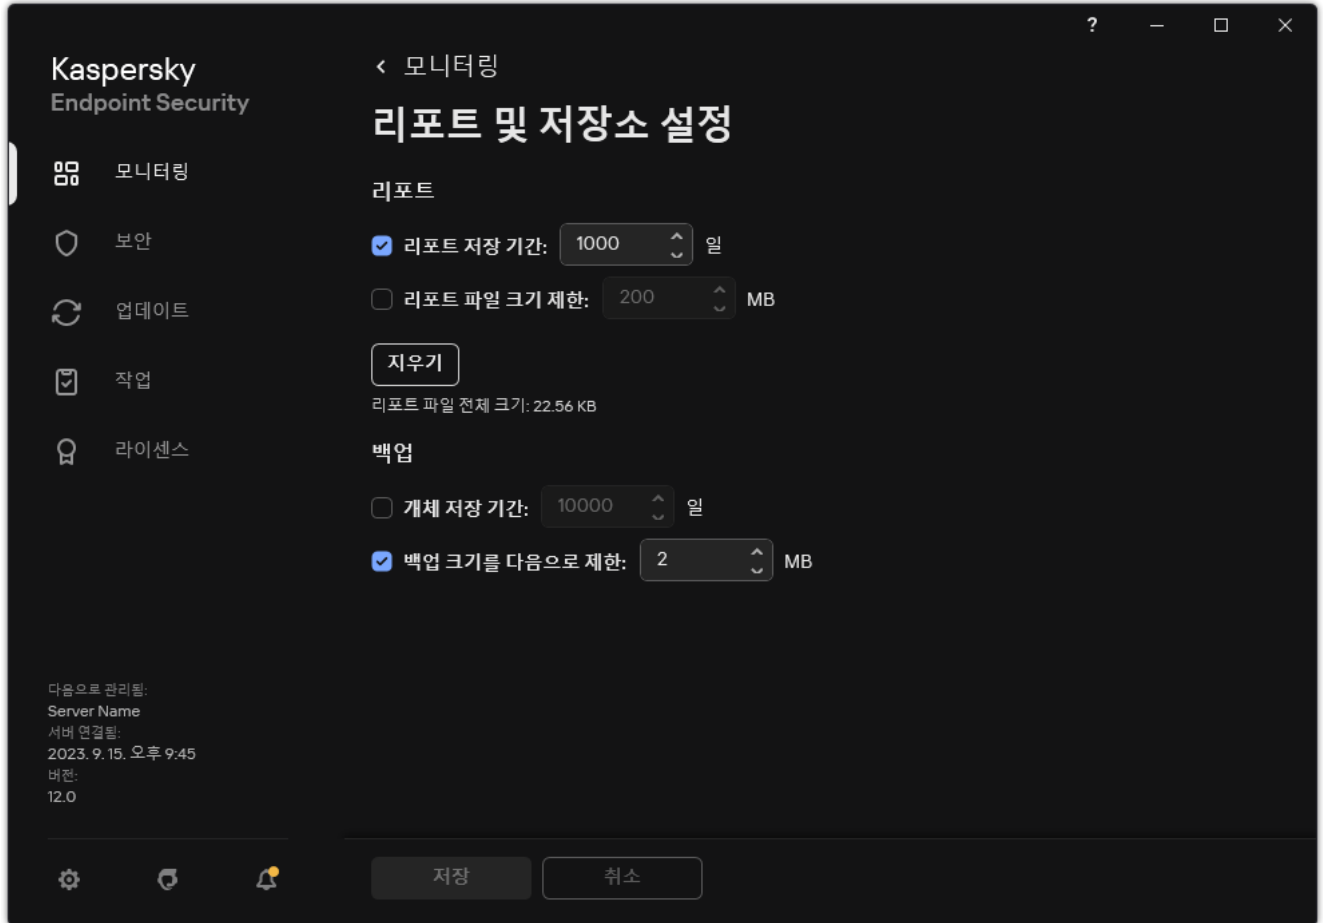 ?
Kaspersky
Endpoint Security
모니터링
보안
업데이트
작업
라이센스
다음으로 관리됨:
Server Name
서버 연결됨:
2023. 9. 15. 오후 9:45
버전:
12.0
모니터링
리포트 및 저장소 설정
리포트
리포트 저장 기간: 1000 일
리포트 파일 크기 제한: 200 MB
지우기
리포트 파일 전체 크기: 22.56 KB
백업
개체 저장 기간: 10000 일
백업 크기를 다음으로 제한: 2 MB
저장 취소